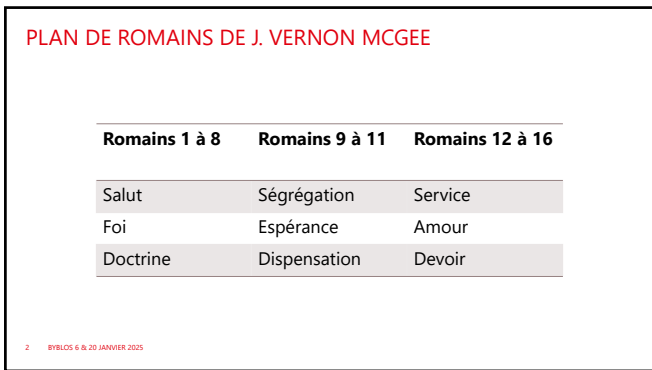 PLAN DE ROMAINS DE J. VERNON MCGEE
Romains 1 à 8 Romains 9 à 11 Romains 12 à 16
Salut Ségrégation Service
Foi Espérance Amour
Doctrine Dispensation Devoir
2 BYBLOS 6 & 20 JANVIER 2025